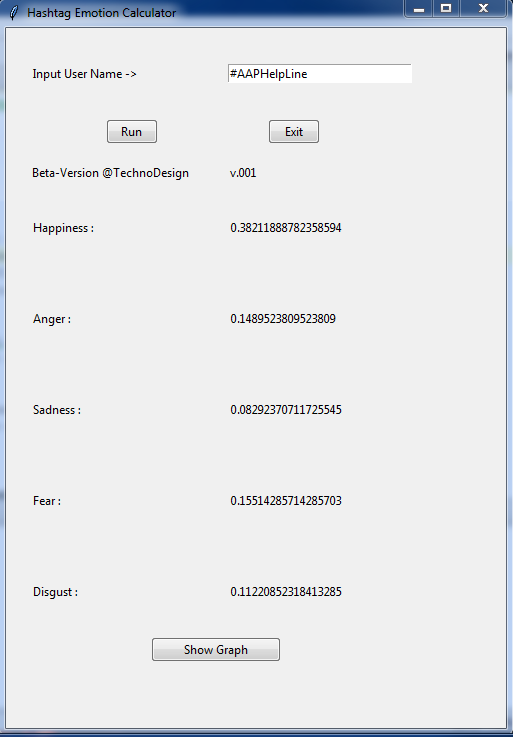 Hashtag Emotion Calculator
Input User Name -> #AAPHelpLine
Run Exit
Beta-Version @TechnoDesign v.001
Happiness : 0.38211888782358594
Anger : 0.1489523809523809
Sadness : 0.08292370711725545
Fear : 0.15514285714285703
Disgust : 0.11220852318413285
Show Graph